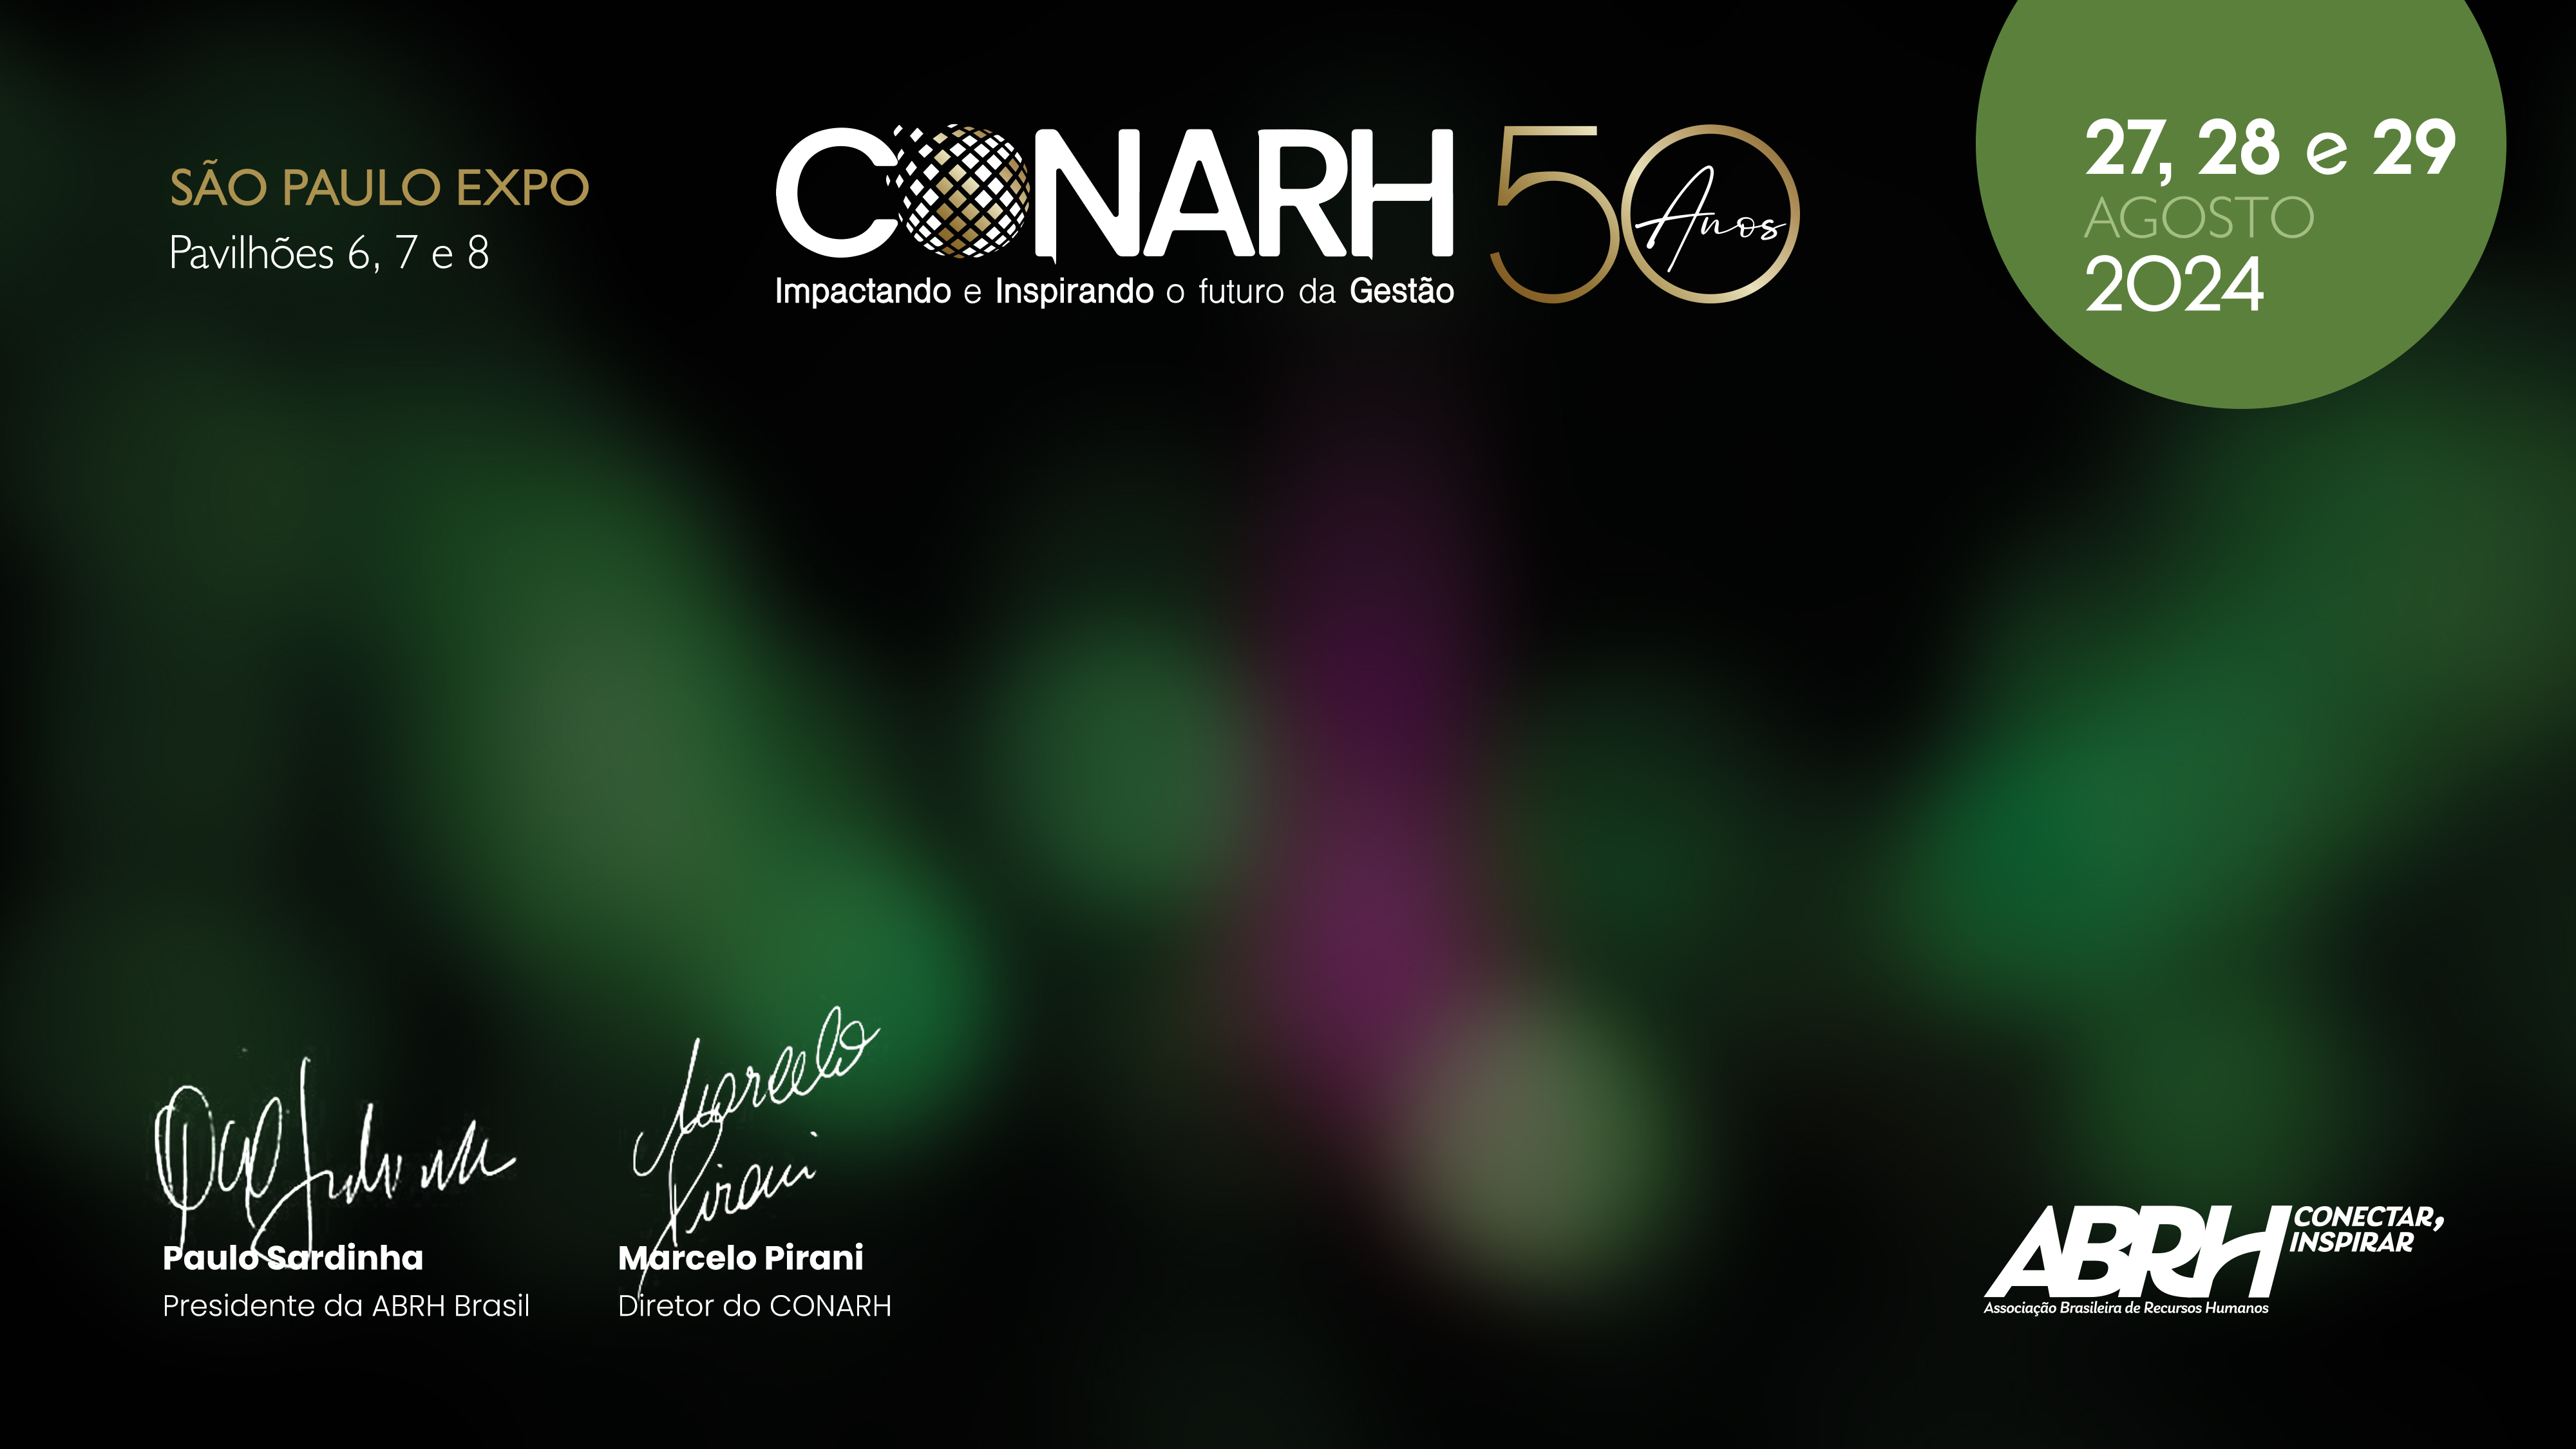 SÃO PAULO EXPO
Pavilhões 6, 7 e 8
CONARH 50
Anos
Impactando e Inspirando o futuro da Gestão
27, 28 e 29
AGOSTO
2024
Marcelo
Pirani
Paulo Sardinha
Presidente da ABRH Brasil
Marcelo Pirani
Diretor do CONARH
ABRH CONECTAR,
INSPIRAR
Associação Brasileira de Recursos Humanos